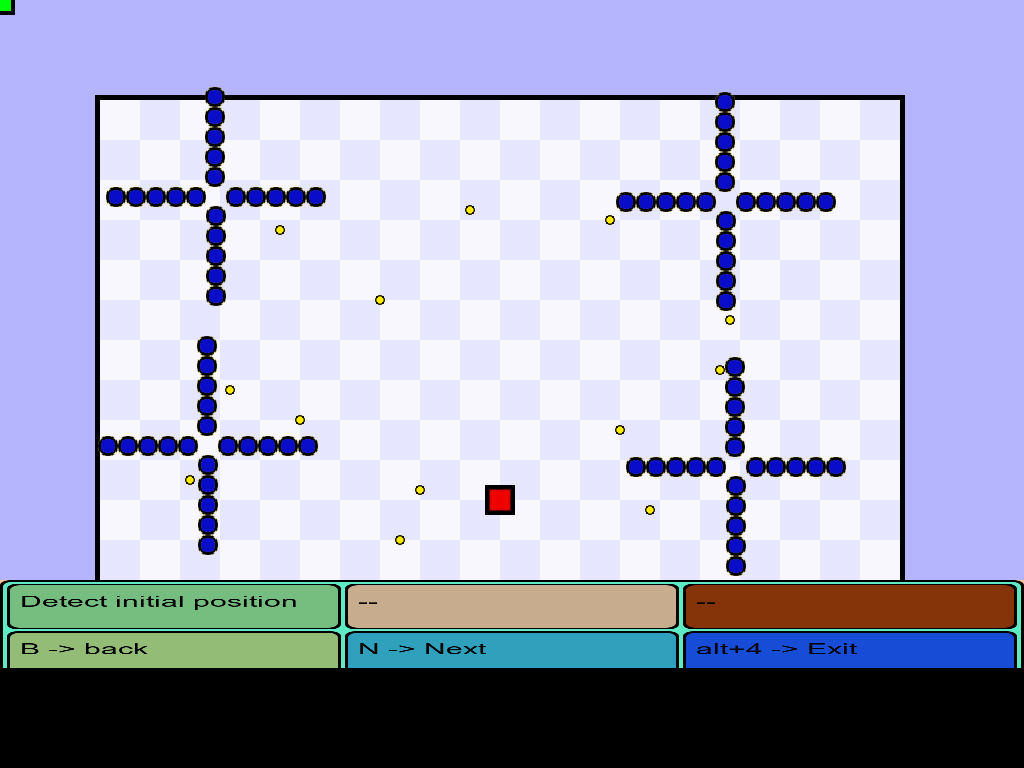 Detect initial position
--
--
B -> back
N -> Next
alt+4 -> Exit